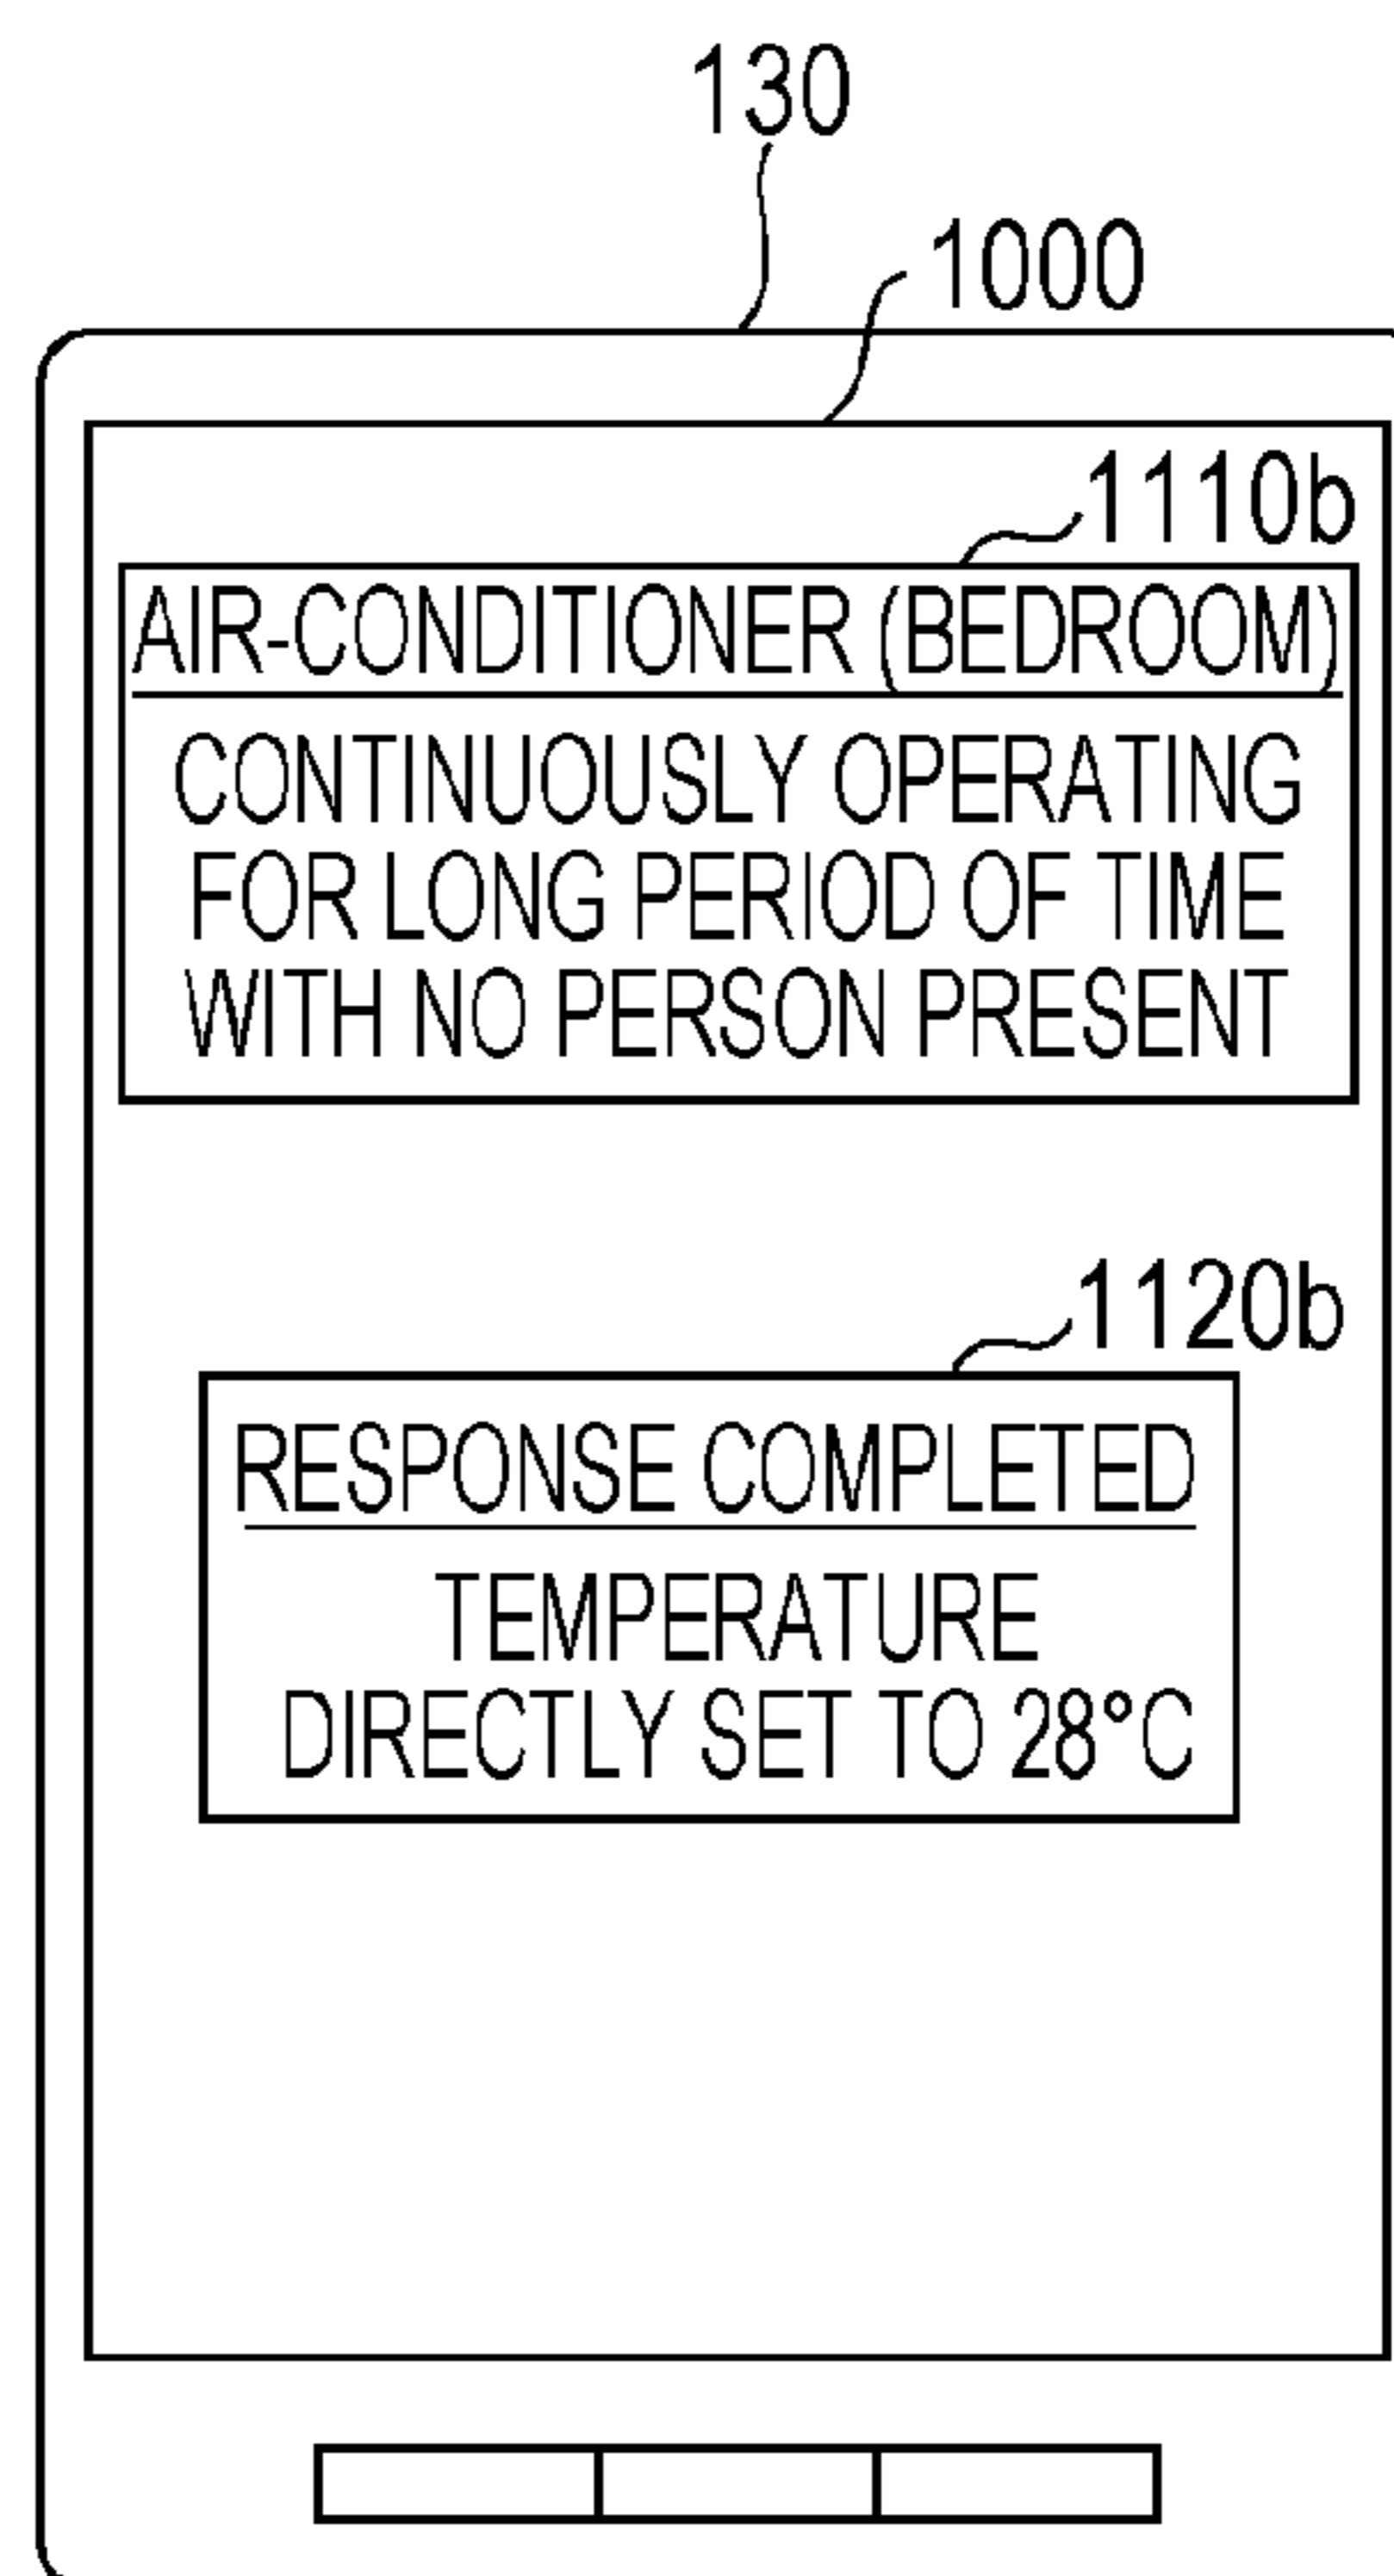 130
1000
1110b
AIR-CONDITIONER (BEDROOM)
CONTINUOUSLY OPERATING
FOR LONG PERIOD OF TIME
WITH NO PERSON PRESENT
1120b
RESPONSE COMPLETED
TEMPERATURE
DIRECTLY SET TO 28°C